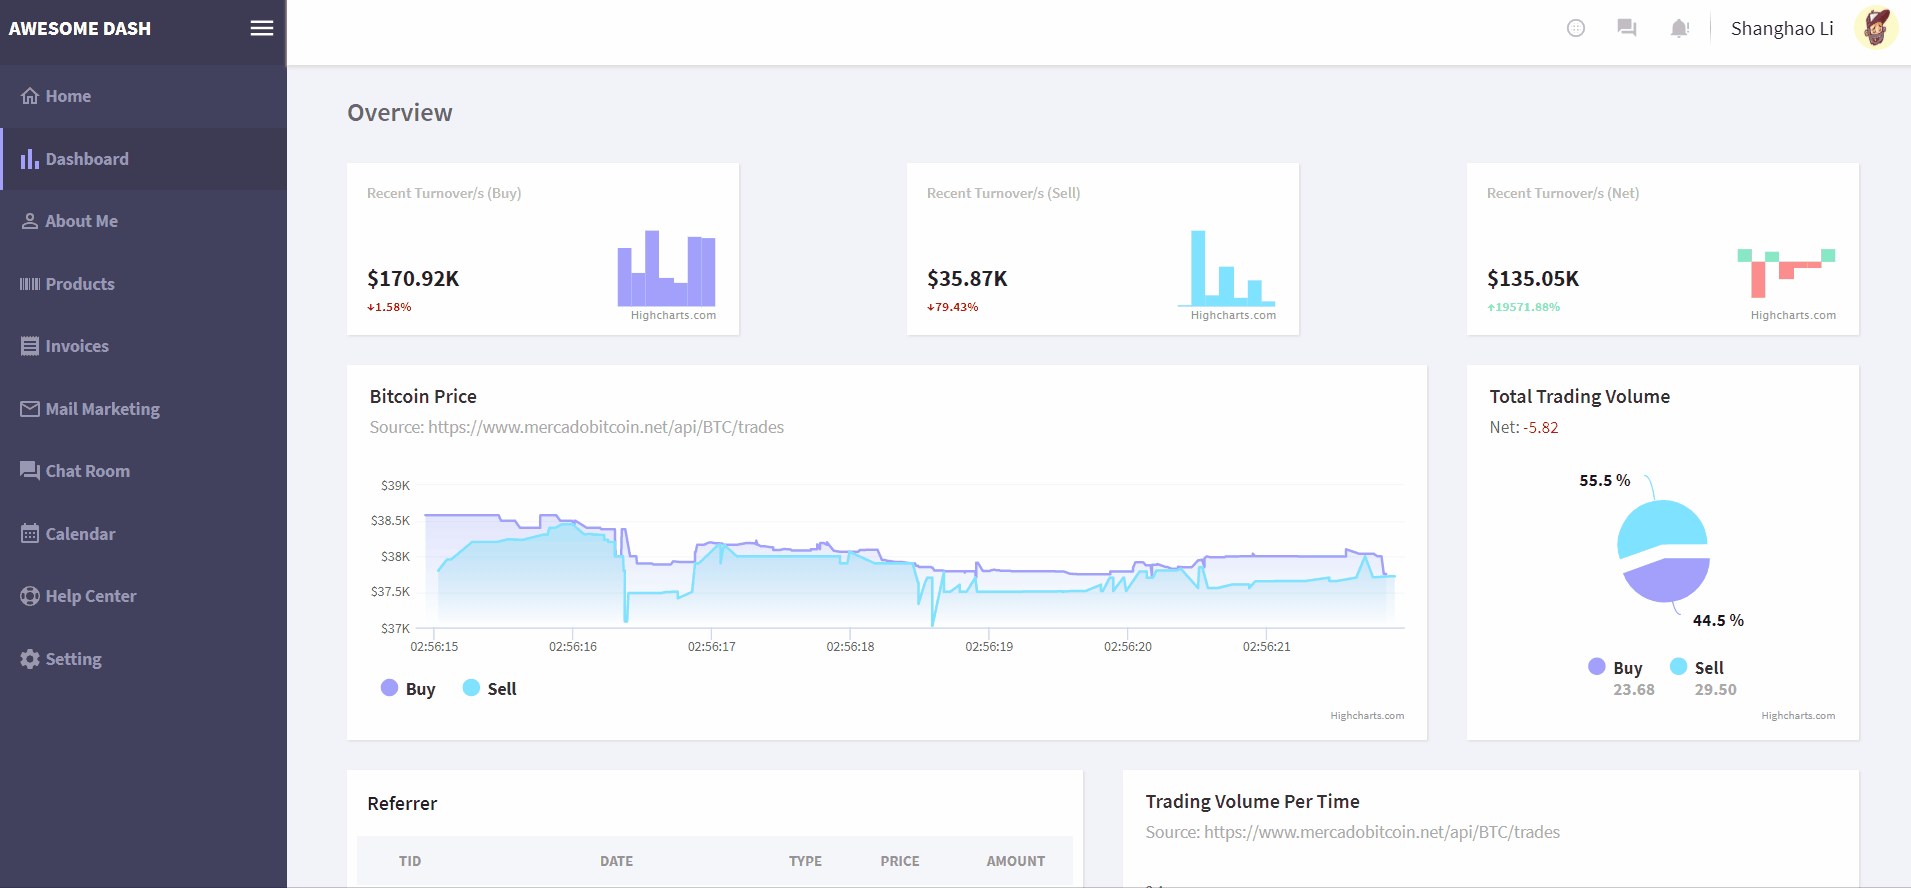 AWESOME DASH
Shanghao Li
Home
Dashboard
About Me
Products
Invoices
Mail Marketing
Chat Room
Calendar
Help Center
Setting
Overview
Recent Turnover/s (Buy)
$170.92K
↓1.58%
Highcharts.com
Recent Turnover/s (Sell)
$35.87K
↓79.43%
Highcharts.com
Recent Turnover/s (Net)
$135.05K
↑19571.88%
Highcharts.com
Bitcoin Price
Source: https://www.mercadobitcoin.net/api/BTC/trades
$39K
$38.5K
$38K
$37.5K
$37K
02:56:15 02:56:16 02:56:17 02:56:18 02:56:19 02:56:20 02:56:21
Buy Sell
Highcharts.com
Total Trading Volume
Net: -5.82
55.5 %
44.5 %
Buy Sell
23.68 29.50
Highcharts.com
Referrer
TID DATE TYPE PRICE AMOUNT
Trading Volume Per Time
Source: https://www.mercadobitcoin.net/api/BTC/trades